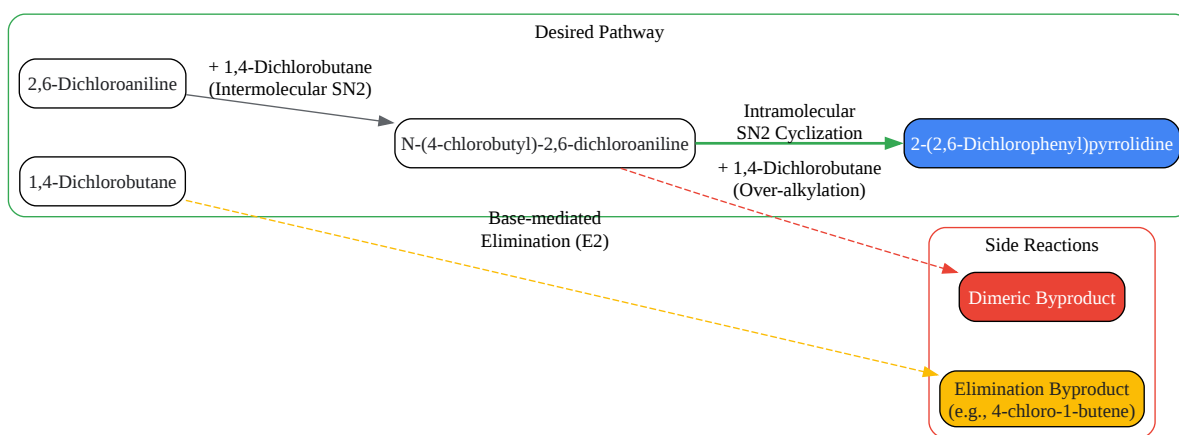 Desired Pathway
2,6-Dichloroaniline
+ 1,4-Dichlorobutane
(Intermolecular SN2)
1,4-Dichlorobutane
N-(4-chlorobutyl)-2,6-dichloroaniline
Intramolecular
SN2 Cyclization
2-(2,6-Dichlorophenyl)pyrrolidine
+ 1,4-Dichlorobutane
(Over-alkylation)
Base-mediated
Elimination (E2)
Side Reactions
Dimeric Byproduct
Elimination Byproduct
(e.g., 4-chloro-1-butene)